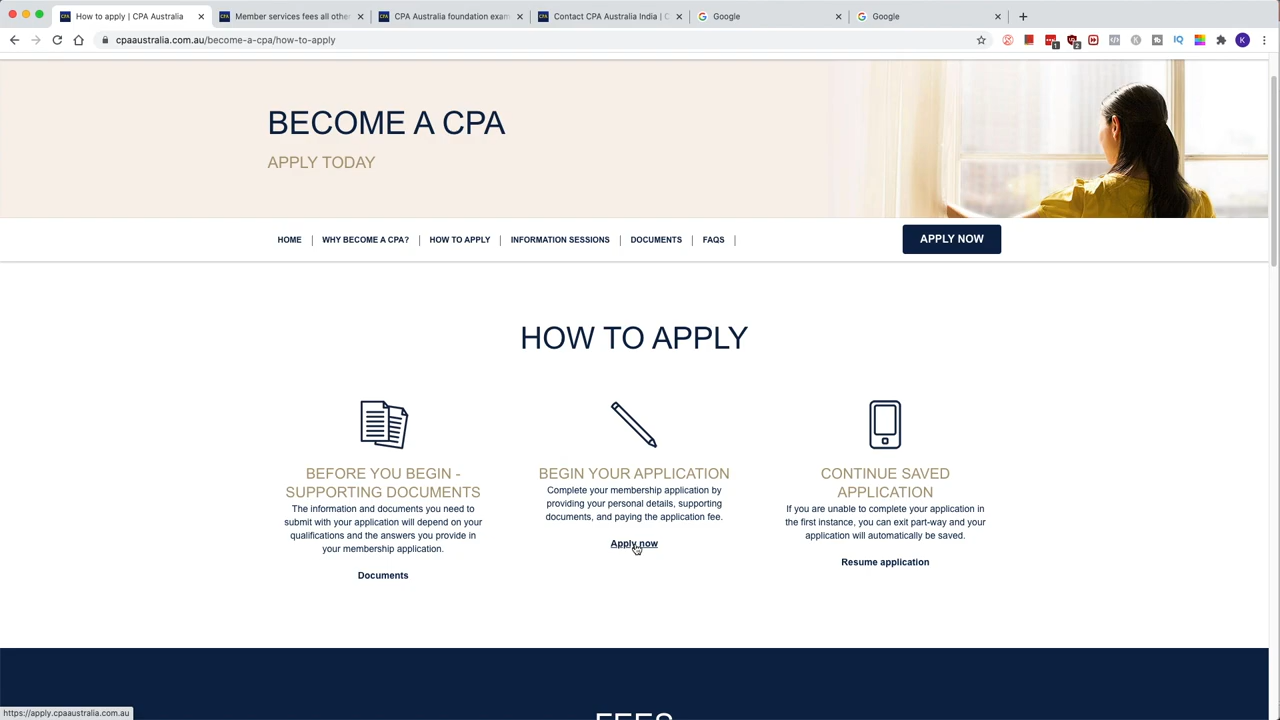 How to apply | CPA Australia
Member services fees all other
CPA Australia foundation exam
Contact CPA Australia India | C
Google
Google
cpaaustralia.com.au/become-a-cpa/how-to-apply
BECOME A CPA
APPLY TODAY
HOME
WHY BECOME A CPA?
HOW TO APPLY
INFORMATION SESSIONS
DOCUMENTS
FAQS
APPLY NOW
HOW TO APPLY
BEFORE YOU BEGIN -
SUPPORTING DOCUMENTS
The information and documents you need to
submit with your application will depend on your
qualifications and the answers you provide in
your membership application.
Documents
BEGIN YOUR APPLICATION
Complete your membership application by
providing your personal details, supporting
documents, and paying the application fee.
Apply now
CONTINUE SAVED
APPLICATION
If you are unable to complete your application in
the first instance, you can exit part-way and your
application will automatically be saved.
Resume application
FEES
https://apply.cpaaustralia.com.au